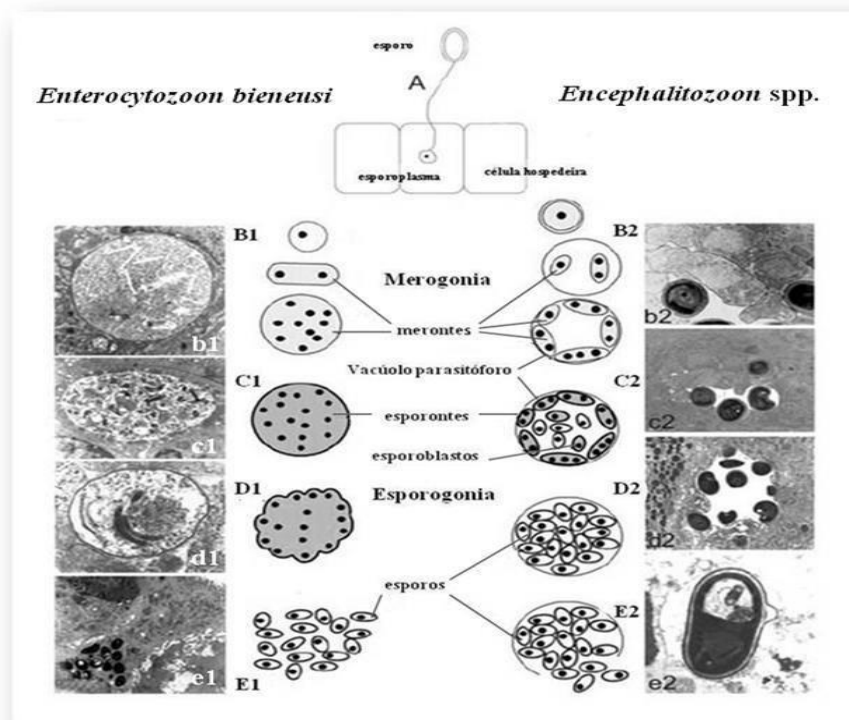 esporo
A
Enterocytozoon bieneusi
Encephalitozoon spp.
esporoplasma
célula hospedeira
B1
B2
Merogonia
merontes
b1
b2
Vacúolo parasitóforo
C1
C2
esporontes
c1
c2
esporoblastos
D1
Esporogonia
D2
d1
d2
esporos
E2
e1
E1
e2